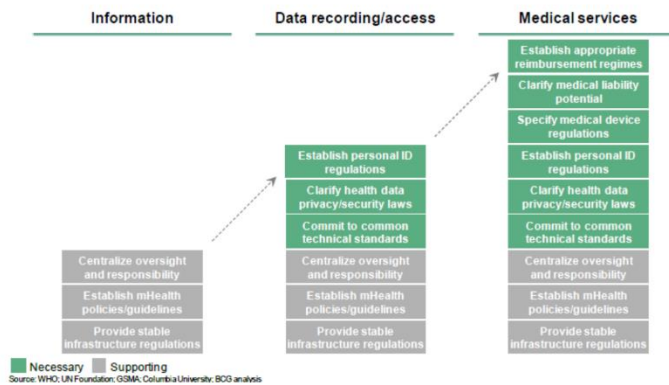 Information
Data recording/access
Medical services
Establish appropriate
reimbursement regimes
Clarify medical liability
potential
Specify medical device
regulations
Establish personal ID
regulations
Establish personal ID
regulations
Clarify health data
privacy/security laws
Clarify health data
privacy/security laws
Commit to common
technical standards
Commit to common
technical standards
Centralize oversight
and responsibility
Centralize oversight
and responsibility
Centralize oversight
and responsibility
Establish mHealth
policies/guidelines
Establish mHealth
policies/guidelines
Establish mHealth
policies/guidelines
Provide stable
infrastructure regulations
Provide stable
infrastructure regulations
Provide stable
infrastructure regulations
Necessary
Supporting
Source: WHO; UN Foundation; GSMA; Columbia University; BCG analysis